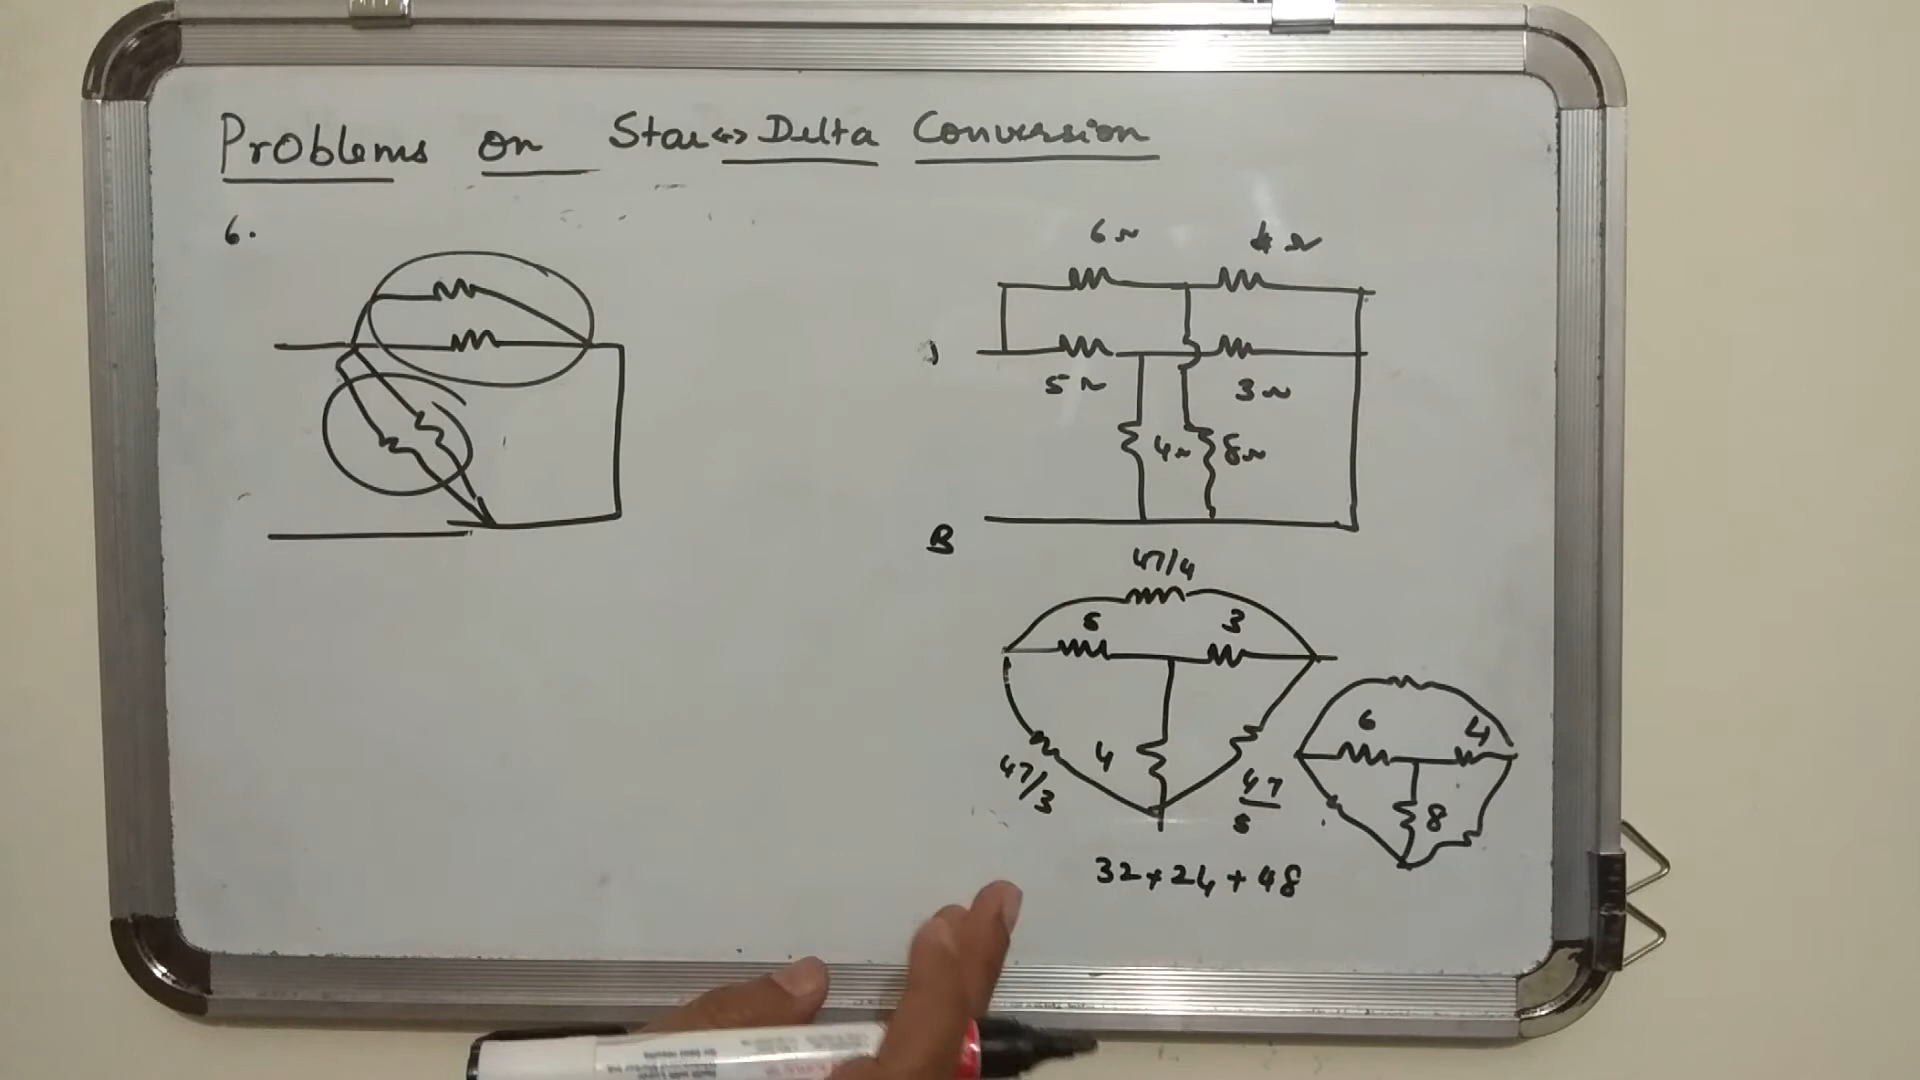 Problems on Star↔Delta Conversion
6.
6Ω 4Ω
5Ω 3Ω
4Ω 8Ω
B
47/4
5 3
47/3 4 47/5
6 4
8
32+24+48